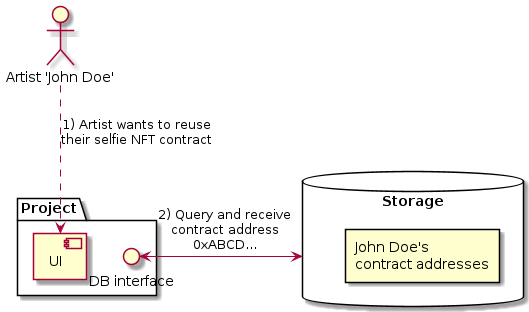 Artist 'John Doe'
1) Artist wants to reuse
their selfie NFT contract
Project
UI
DB interface
2) Query and receive
contract address
0xABCD...
Storage
John Doe's
contract addresses